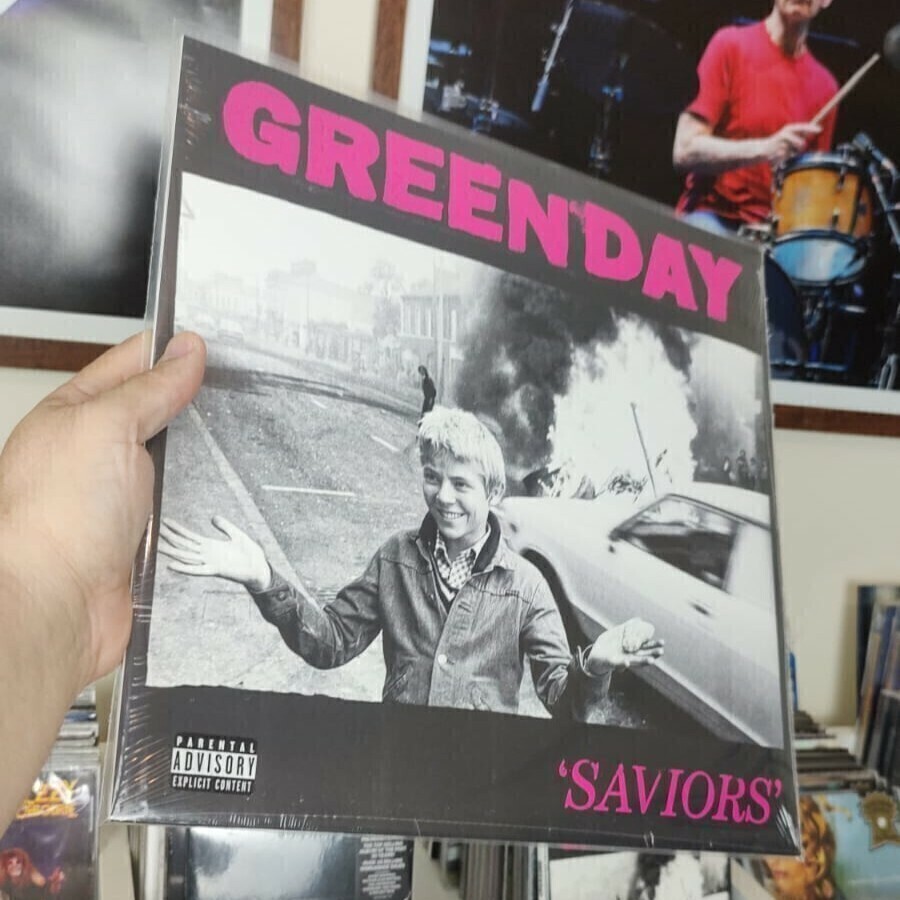 GREEN DAY
PARENTAL
ADVISORY
EXPLICIT CONTENT
'SAVIORS'